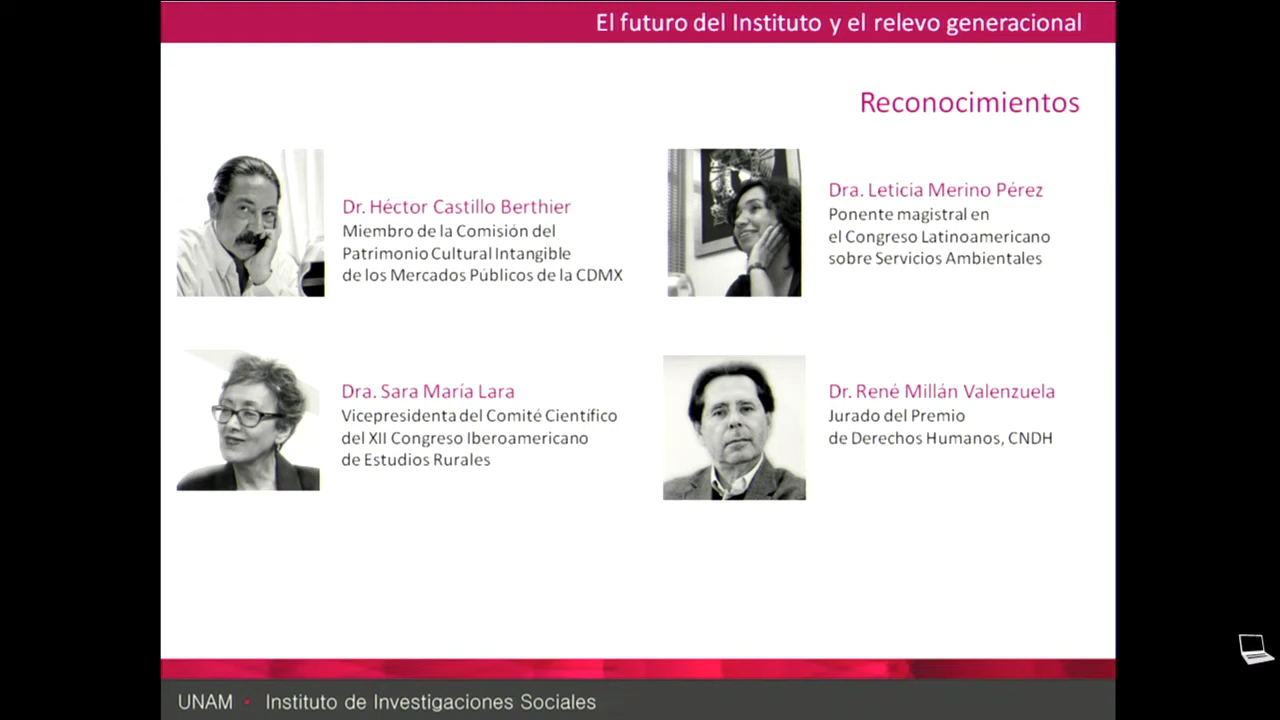 El futuro del Instituto y el relevo generacional
Reconocimientos
Dr. Héctor Castillo Berthier
Miembro de la Comisión del
Patrimonio Cultural Intangible
de los Mercados Públicos de la CDMX
Dra. Leticia Merino Pérez
Ponente magistral en
el Congreso Latinoamericano
sobre Servicios Ambientales
Dra. Sara María Lara
Vicepresidenta del Comité Científico
del XII Congreso Iberoamericano
de Estudios Rurales
Dr. René Millán Valenzuela
Jurado del Premio
de Derechos Humanos, CNDH
UNAM · Instituto de Investigaciones Sociales